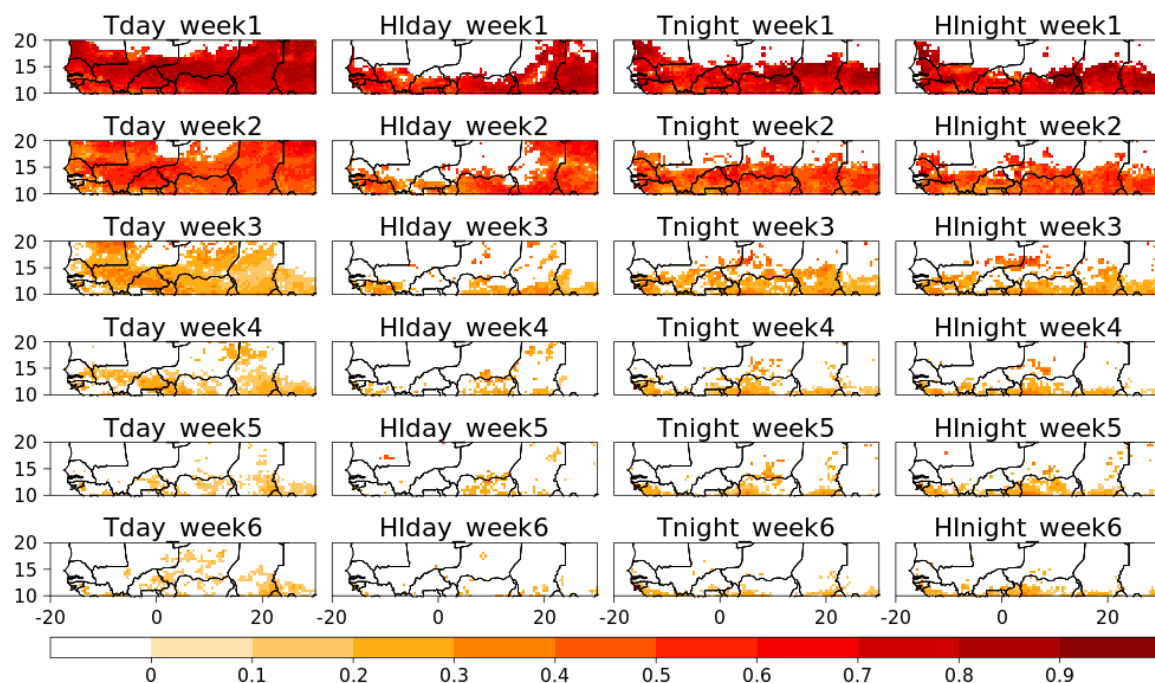 Tday_week1 HIday_week1 Tnight_week1 HInight_week1
20
15
10
Tday_week2 HIday_week2 Tnight_week2 HInight_week2
20
15
10
Tday_week3 HIday_week3 Tnight_week3 HInight_week3
20
15
10
Tday_week4 HIday_week4 Tnight_week4 HInight_week4
20
15
10
Tday_week5 HIday_week5 Tnight_week5 HInight_week5
20
15
10
Tday_week6 HIday_week6 Tnight_week6 HInight_week6
20
15
10
-20 0 20 0 20 0 20 0 20
0 0.1 0.2 0.3 0.4 0.5 0.6 0.7 0.8 0.9